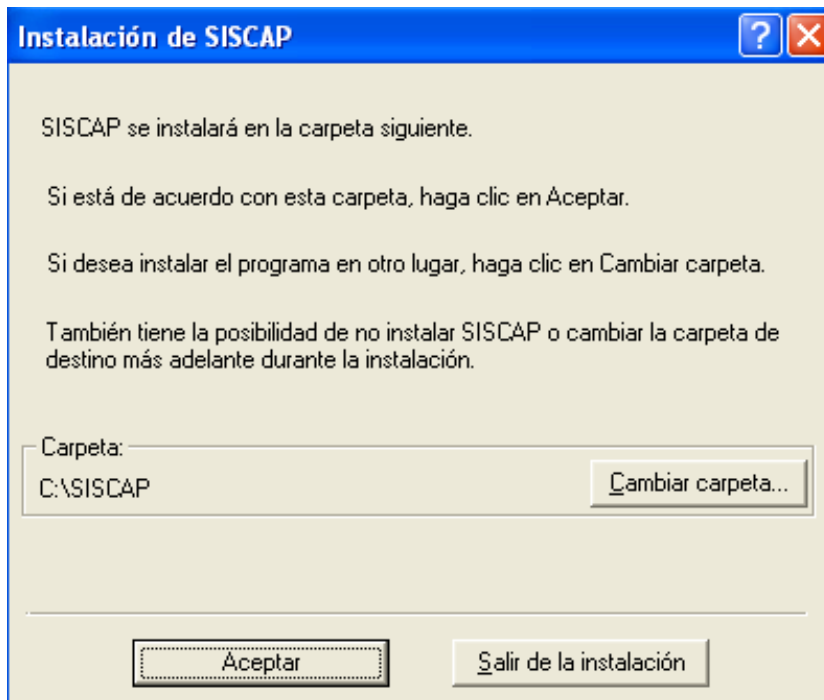 Instalación de SISCAP
SISCAP se instalará en la carpeta siguiente.
Si está de acuerdo con esta carpeta, haga clic en Aceptar.
Si desea instalar el programa en otro lugar, haga clic en Cambiar carpeta.
También tiene la posibilidad de no instalar SISCAP o cambiar la carpeta de
destino más adelante durante la instalación.
Carpeta:
C:\SISCAP
Cambiar carpeta...
Aceptar
Salir de la instalación